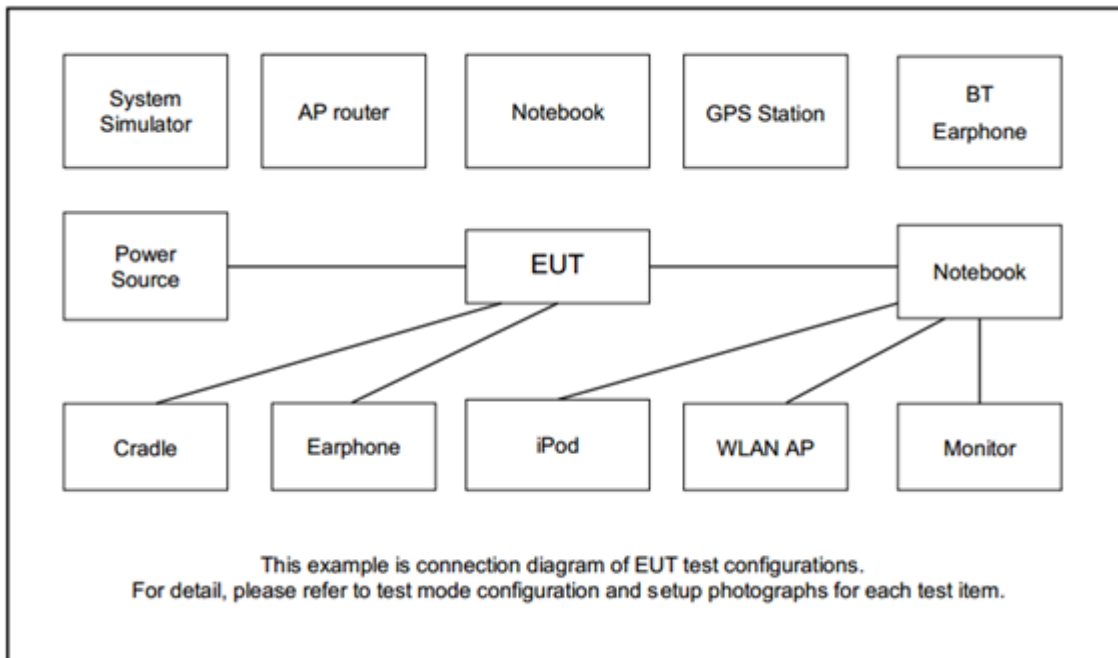 System
Simulator
AP router
Notebook
GPS Station
BT
Earphone
Power
Source
EUT
Notebook
Cradle
Earphone
iPod
WLAN AP
Monitor
This example is connection diagram of EUT test configurations.
For detail, please refer to test mode configuration and setup photographs for each test item.